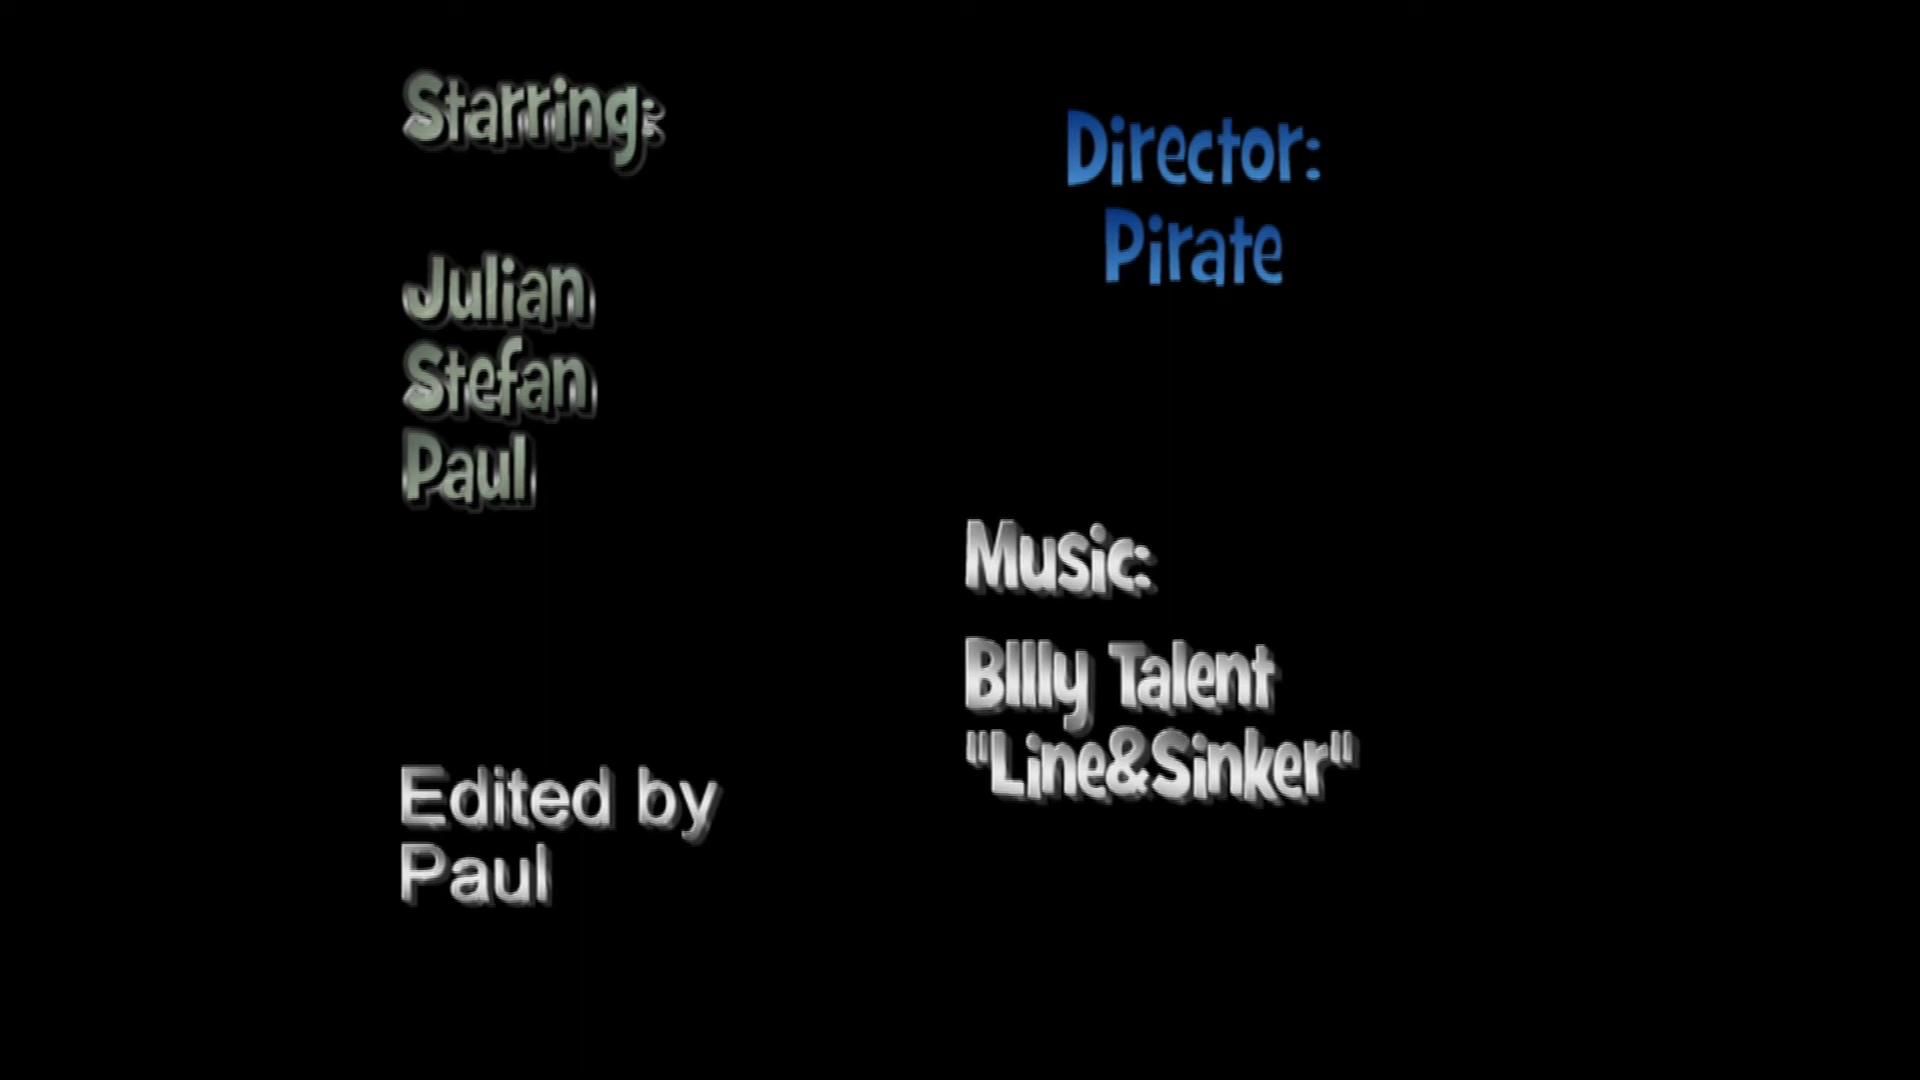 Starring:
Julian
Stefan
Paul
Edited by
Paul
Director:
Pirate
Music:
BIlly Talent
"Line&Sinker"